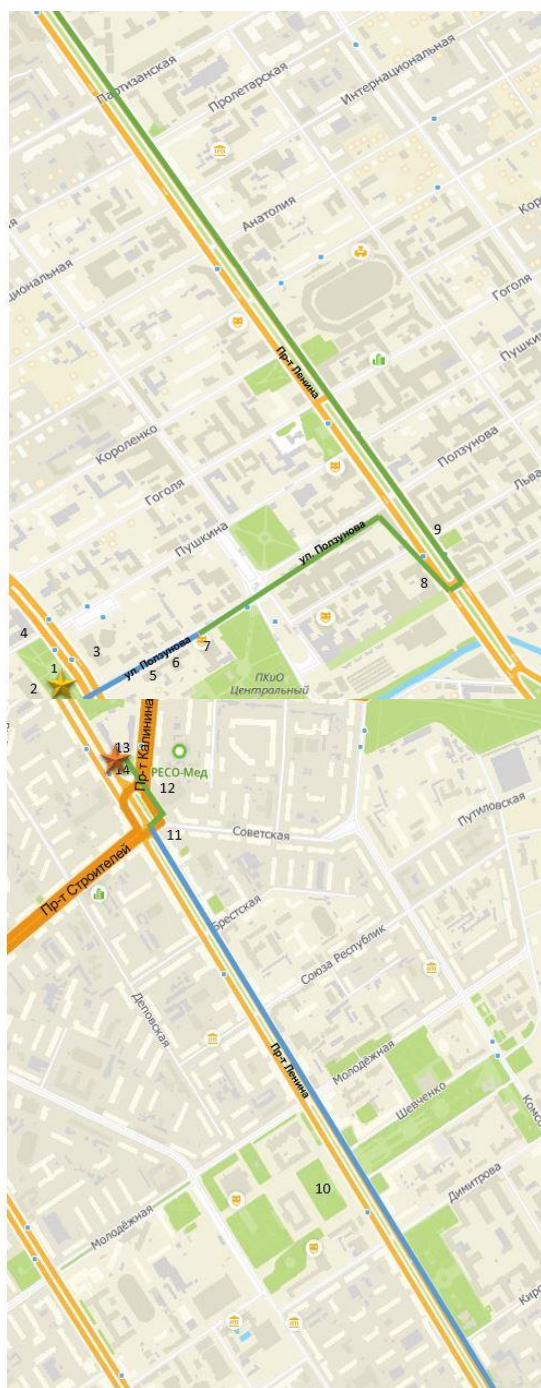 Партизанская
Пролетарская
Интернациональная
Анатолия
Гоголя
Пр-т Ленина
Короленко
Гоголя
Ползунова
Пушкина
ул. Ползунова
9
8
4
3
7
ул. Ползунова
6
5
1
2
ПКиО
Центральный
Пр-т Калинина
13
14
РЕСО-Мед
12
11
Советская
Путиловская
Пр-т Строителей
Брестская
Союза Республик
Деповская
Пр-т Ленина
Молодёжная
Шевченко
10
Димитрова
Молодёжная